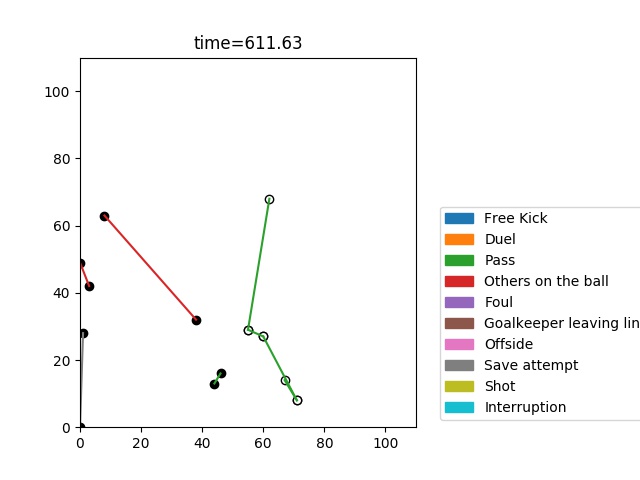 time=611.63
100
80
60
40
20
0
0 20 40 60 80 100
Free Kick
Duel
Pass
Others on the ball
Foul
Goalkeeper leaving lin
Offside
Save attempt
Shot
Interruption